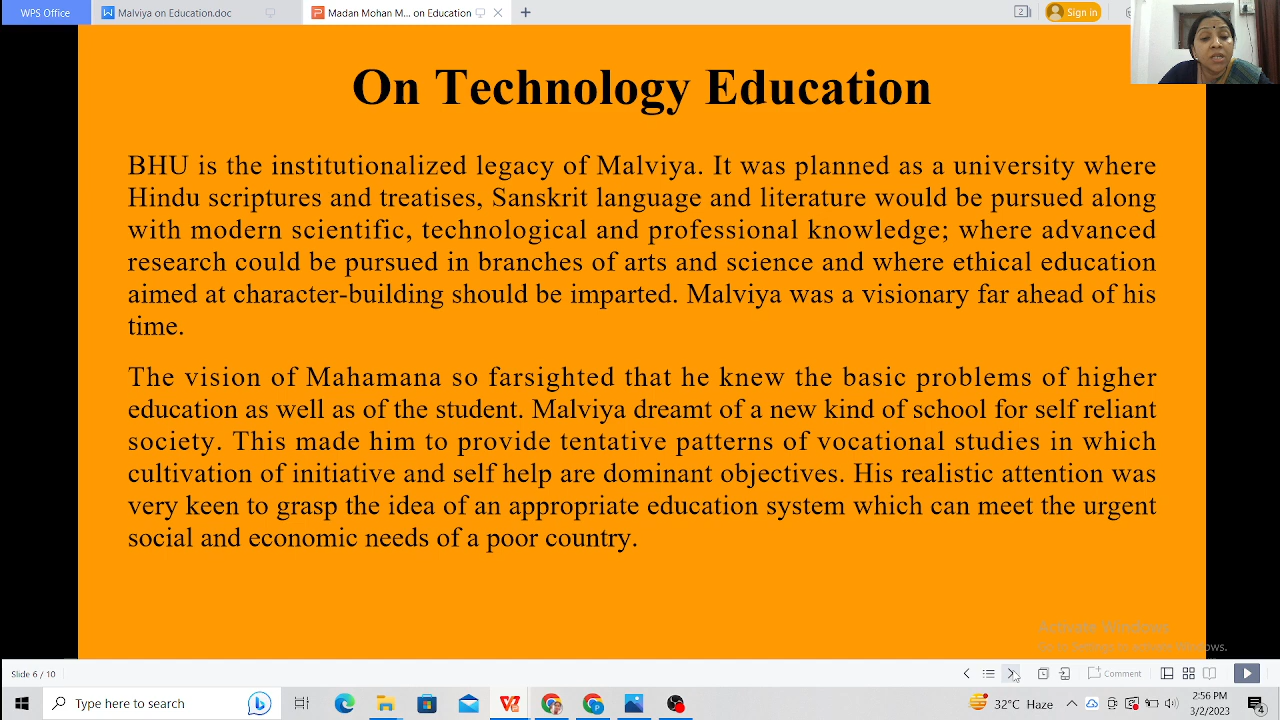 WPS Office
Malviya on Education.doc
Madan Mohan M... on Education
2
Sign in
On Technology Education
BHU is the institutionalized legacy of Malviya. It was planned as a university where
Hindu scriptures and treatises, Sanskrit language and literature would be pursued along
with modern scientific, technological and professional knowledge; where advanced
research could be pursued in branches of arts and science and where ethical education
aimed at character-building should be imparted. Malviya was a visionary far ahead of his
time.
The vision of Mahamana so farsighted that he knew the basic problems of higher
education as well as of the student. Malviya dreamt of a new kind of school for self reliant
society. This made him to provide tentative patterns of vocational studies in which
cultivation of initiative and self help are dominant objectives. His realistic attention was
very keen to grasp the idea of an appropriate education system which can meet the urgent
social and economic needs of a poor country.
Activate Windows
Go to Settings to activate Windows.
Slide 6 / 10
Comment
Type here to search
32°C Haze
2:56 PM
3/2/2023
4